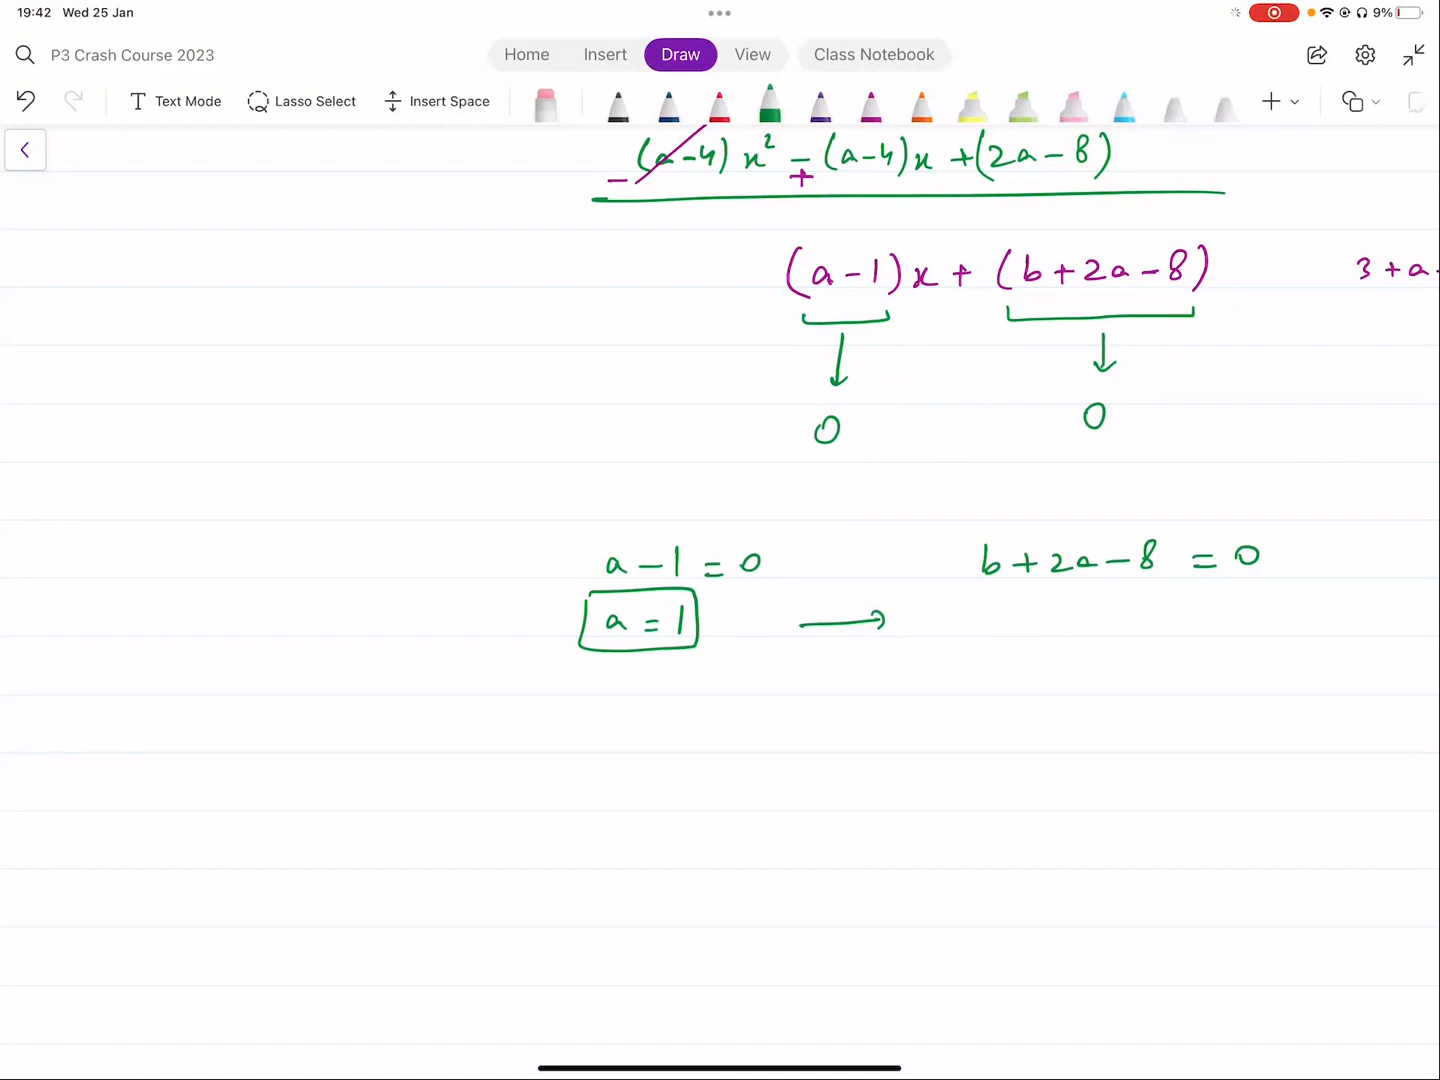 19:42 Wed 25 Jan
9%
P3 Crash Course 2023
Home Insert Draw View Class Notebook
T Text Mode Lasso Select Insert Space
(a-4)x² - (a-4)x + (2a-8)
- +
(a-1)x + (b+2a-8) 3+a-
0 0
a-1=0 b+2a-8 = 0
a = 1